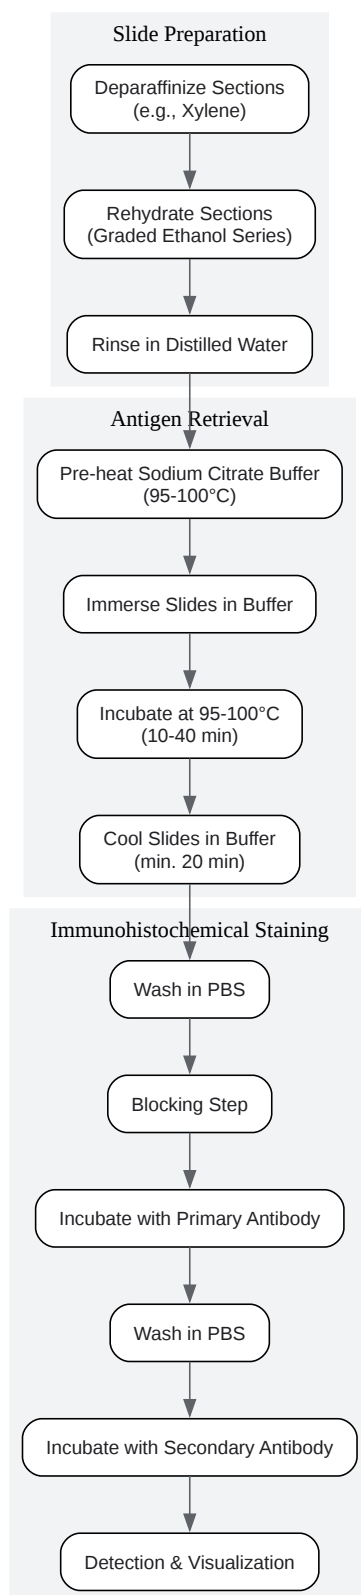 Slide Preparation
Deparaffinize Sections
(e.g., Xylene)
Rehydrate Sections
(Graded Ethanol Series)
Rinse in Distilled Water
Antigen Retrieval
Pre-heat Sodium Citrate Buffer
(95-100°C)
Immerse Slides in Buffer
Incubate at 95-100°C
(10-40 min)
Cool Slides in Buffer
(min. 20 min)
Immunohistochemical Staining
Wash in PBS
Blocking Step
Incubate with Primary Antibody
Wash in PBS
Incubate with Secondary Antibody
Detection & Visualization